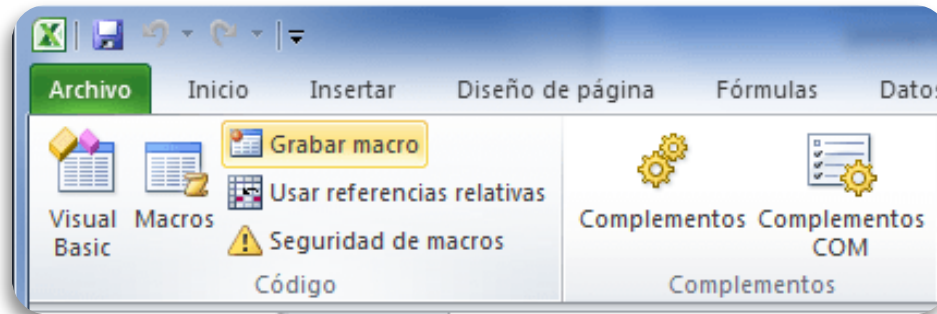 Archivo Inicio Insertar Diseño de página Fórmulas Datos
Visual Basic
Macros
Grabar macro
Usar referencias relativas
Seguridad de macros
Código
Complementos
Complementos COM
Complementos